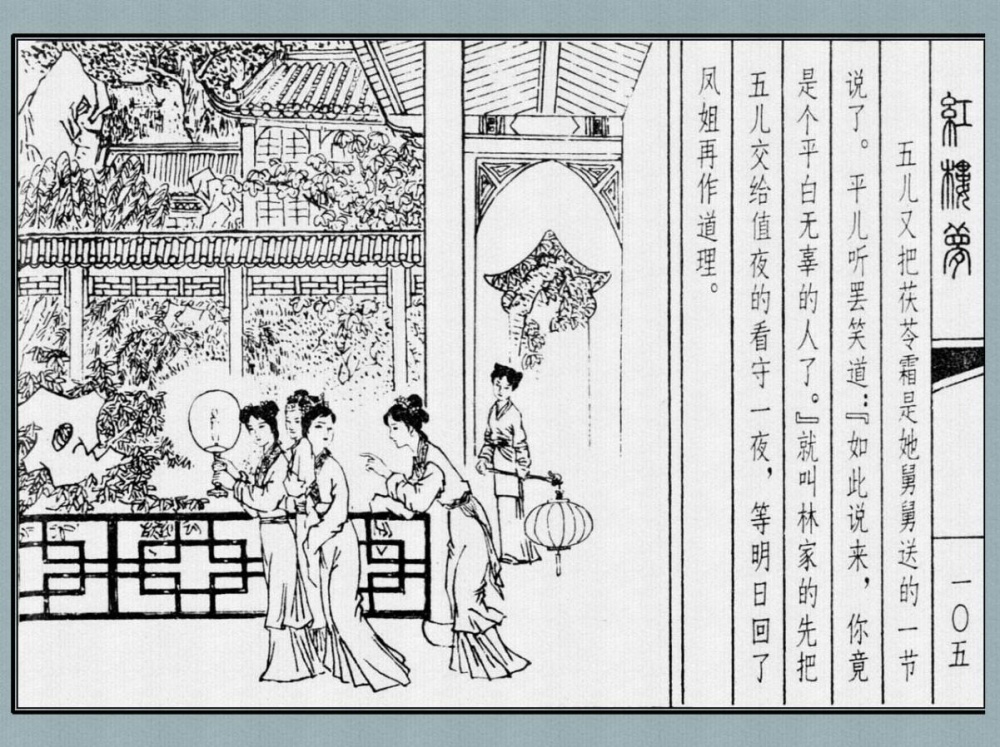 紅樓夢
一〇五
五儿又把茯苓霜是她舅舅送的一节
说了。平儿听罢笑道：『如此说来，你竟
是个平白无辜的人了。』就叫林家的先把
五儿交给值夜的看守一夜，等明日回了
凤姐再作道理。